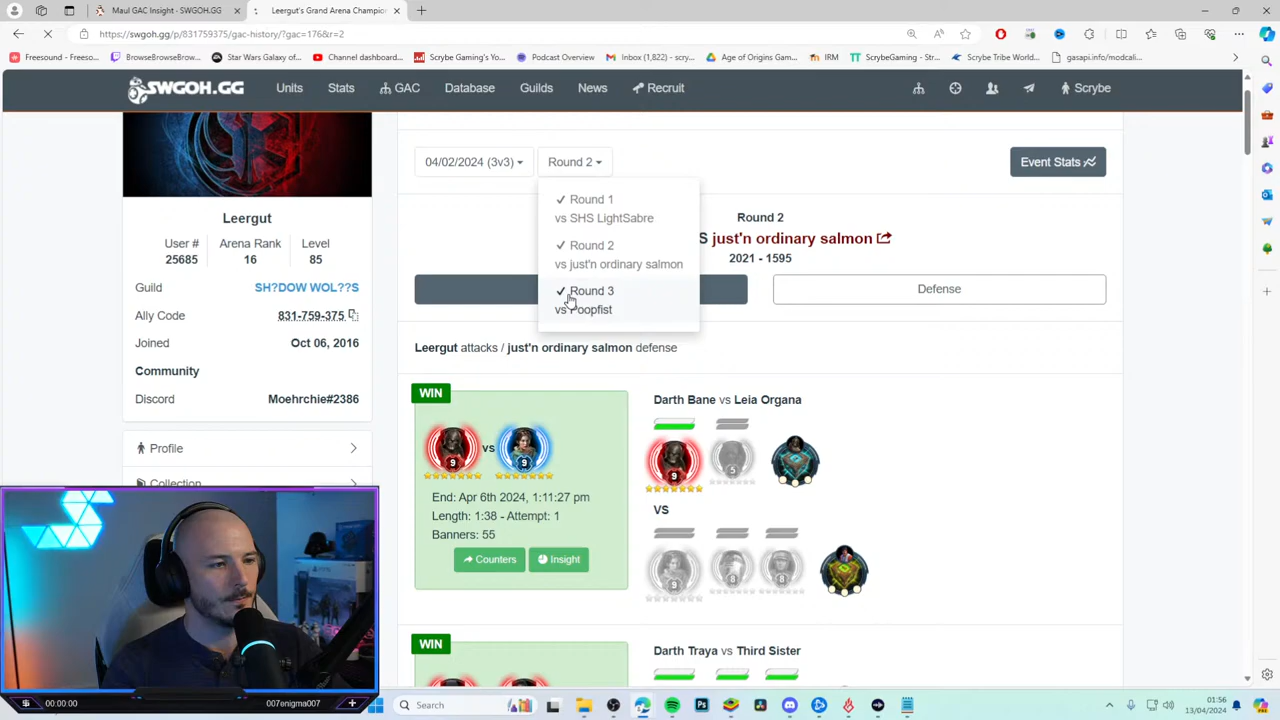 Maul GAC Insight - SWGOH.GG
Leergut's Grand Arena Champion
https://swgoh.gg/p/831759375/gac-history/?gac=176&r=2
Freesound - Freeso...
BrowseBrowseBrow...
Star Wars Galaxy of...
Channel dashboard...
Scrybe Gaming's Yo...
Podcast Overview
Inbox (1,822) - scry...
Age of Origins Gam...
IRM
ScrybeGaming - Str...
Scrybe Tribe World...
gasapi.info/modcali...
SWGOH.GG
Units
Stats
GAC
Database
Guilds
News
Recruit
Scrybe
04/02/2024 (3v3)
Round 2
Event Stats
Round 1
vs SHS LightSabre
Round 2
vs just'n ordinary salmon
Round 3
vs Poopfist
Round 2
S just'n ordinary salmon
2021 - 1595
Defense
Leergut
User #
25685
Arena Rank
16
Level
85
Guild
SH?DOW WOL??S
Ally Code
831-759-375
Joined
Oct 06, 2016
Community
Discord
Moehrchie#2386
Profile
Collection
Leergut attacks / just'n ordinary salmon defense
WIN
9
vs
9
End: Apr 6th 2024, 1:11:27 pm
Length: 1:38 - Attempt: 1
Banners: 55
Counters
Insight
Darth Bane vs Leia Organa
9
5
VS
9
8
8
WIN
Darth Traya vs Third Sister
00:00:00
007enigma007
Search
01:56
13/04/2024